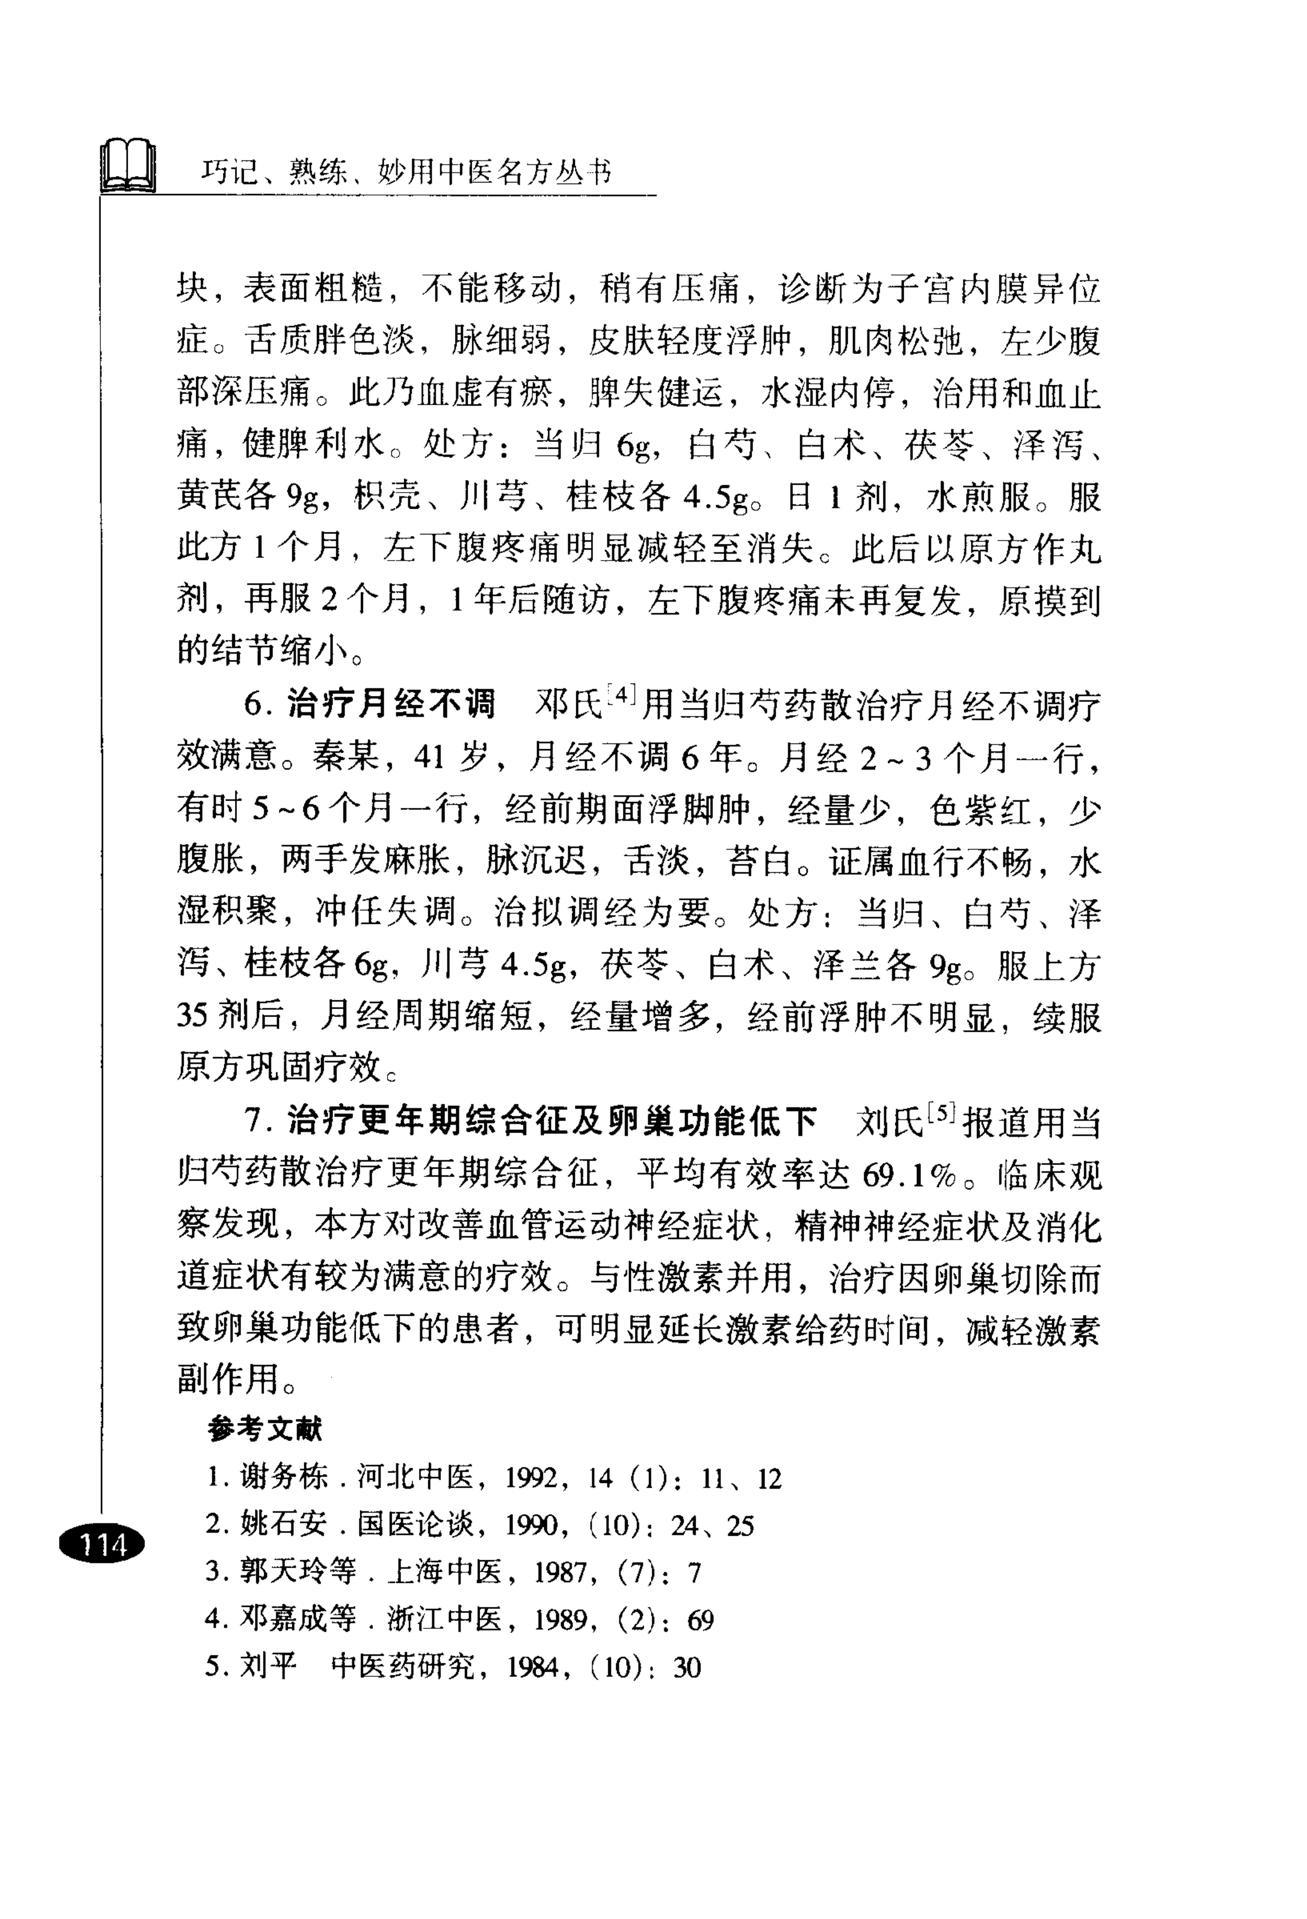 巧记、熟练、妙用中医名方丛书
块，表面粗糙，不能移动，稍有压痛，诊断为子宫内膜异位
症。舌质胖色淡，脉细弱，皮肤轻度浮肿，肌肉松弛，左少腹
部深压痛。此乃血虚有瘀，脾失健运，水湿内停，治用和血止
痛，健脾利水。处方：当归 6g，白芍、白术、茯苓、泽泻、
黄芪各 9g，枳壳、川芎、桂枝各 4.5g。日 1 剂，水煎服。服
此方 1 个月，左下腹疼痛明显减轻至消失。此后以原方作丸
剂，再服 2 个月，1 年后随访，左下腹疼痛未再复发，原摸到
的结节缩小。
6. 治疗月经不调　邓氏[4]用当归芍药散治疗月经不调疗
效满意。秦某，41 岁，月经不调 6 年。月经 2~3 个月一行，
有时 5~6 个月一行，经前期面浮脚肿，经量少，色紫红，少
腹胀，两手发麻胀，脉沉迟，舌淡，苔白。证属血行不畅，水
湿积聚，冲任失调。治拟调经为要。处方：当归、白芍、泽
泻、桂枝各 6g，川芎 4.5g，茯苓、白术、泽兰各 9g。服上方
35 剂后，月经周期缩短，经量增多，经前浮肿不明显，续服
原方巩固疗效。
7. 治疗更年期综合征及卵巢功能低下　刘氏[5]报道用当
归芍药散治疗更年期综合征，平均有效率达 69.1%。临床观
察发现，本方对改善血管运动神经症状，精神神经症状及消化
道症状有较为满意的疗效。与性激素并用，治疗因卵巢切除而
致卵巢功能低下的患者，可明显延长激素给药时间，减轻激素
副作用。
参考文献
1. 谢务栋．河北中医，1992，14（1）：11、12
2. 姚石安．国医论谈，1990，（10）：24、25
3. 郭天玲等．上海中医，1987，（7）：7
4. 邓嘉成等．浙江中医，1989，（2）：69
5. 刘平　中医药研究，1984，（10）：30
114